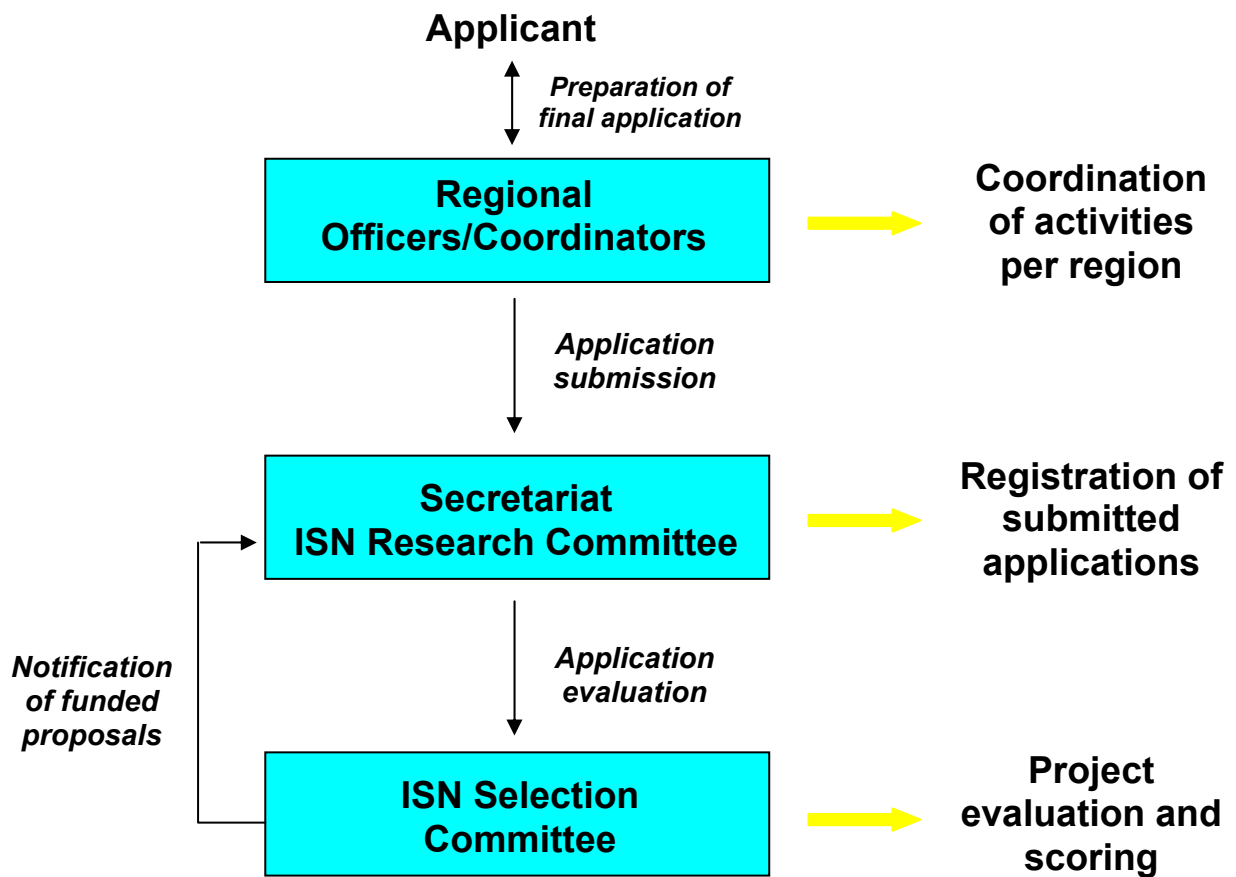 Applicant
Preparation of
final application
Regional
Officers/Coordinators
Coordination
of activities
per region
Application
submission
Secretariat
ISN Research Committee
Registration of
submitted
applications
Notification
of funded
proposals
Application
evaluation
ISN Selection
Committee
Project
evaluation and
scoring